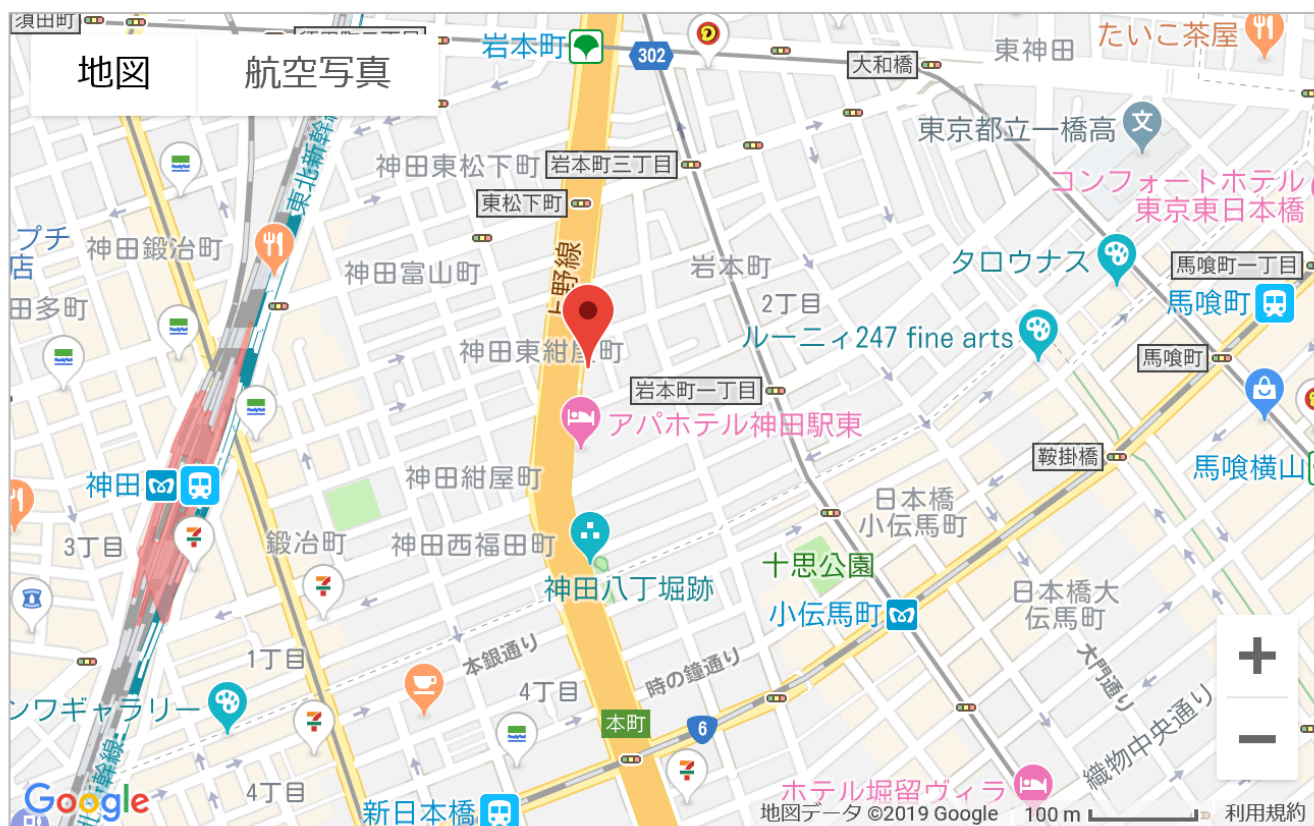 須田町
地図
航空写真
岩本町
302
大和橋
東神田
たいこ茶屋
東京都立一橋高
神田東松下町
岩本町三丁目
東松下町
コンフォートホテル
東京東日本橋
東北新幹線
プチ
店
神田鍛冶町
神田富山町
上野線
岩本町
2丁目
タロウナス
馬喰町一丁目
馬喰町
田多町
ルーニィ247 fine arts
神田東紺屋町
馬喰町
岩本町一丁目
アパホテル神田駅東
鞍掛橋
馬喰横山
神田
神田紺屋町
日本橋
小伝馬町
3丁目
鍛冶町
神田西福田町
十思公園
神田八丁堀跡
小伝馬町
日本橋大
伝馬町
1丁目
本銀通り
時の鐘通り
大門通り
4丁目
ンワギャラリー
本町
6
織物中央通り
4丁目
ホテル堀留ヴィラ
新日本橋
Google
地図データ ©2019 Google
100 m
利用規約